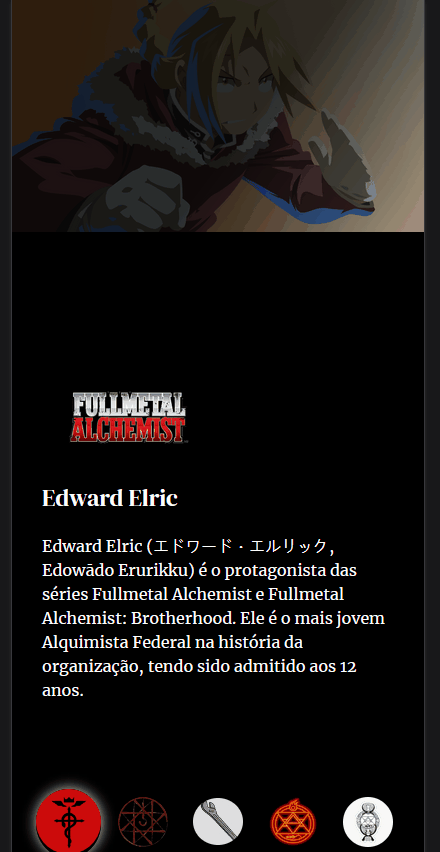 FULLMETAL
ALCHEMIST
Edward Elric
Edward Elric (エドワード・エルリック,
Edowādo Erurikku) é o protagonista das
séries Fullmetal Alchemist e Fullmetal
Alchemist: Brotherhood. Ele é o mais jovem
Alquimista Federal na história da
organização, tendo sido admitido aos 12
anos.